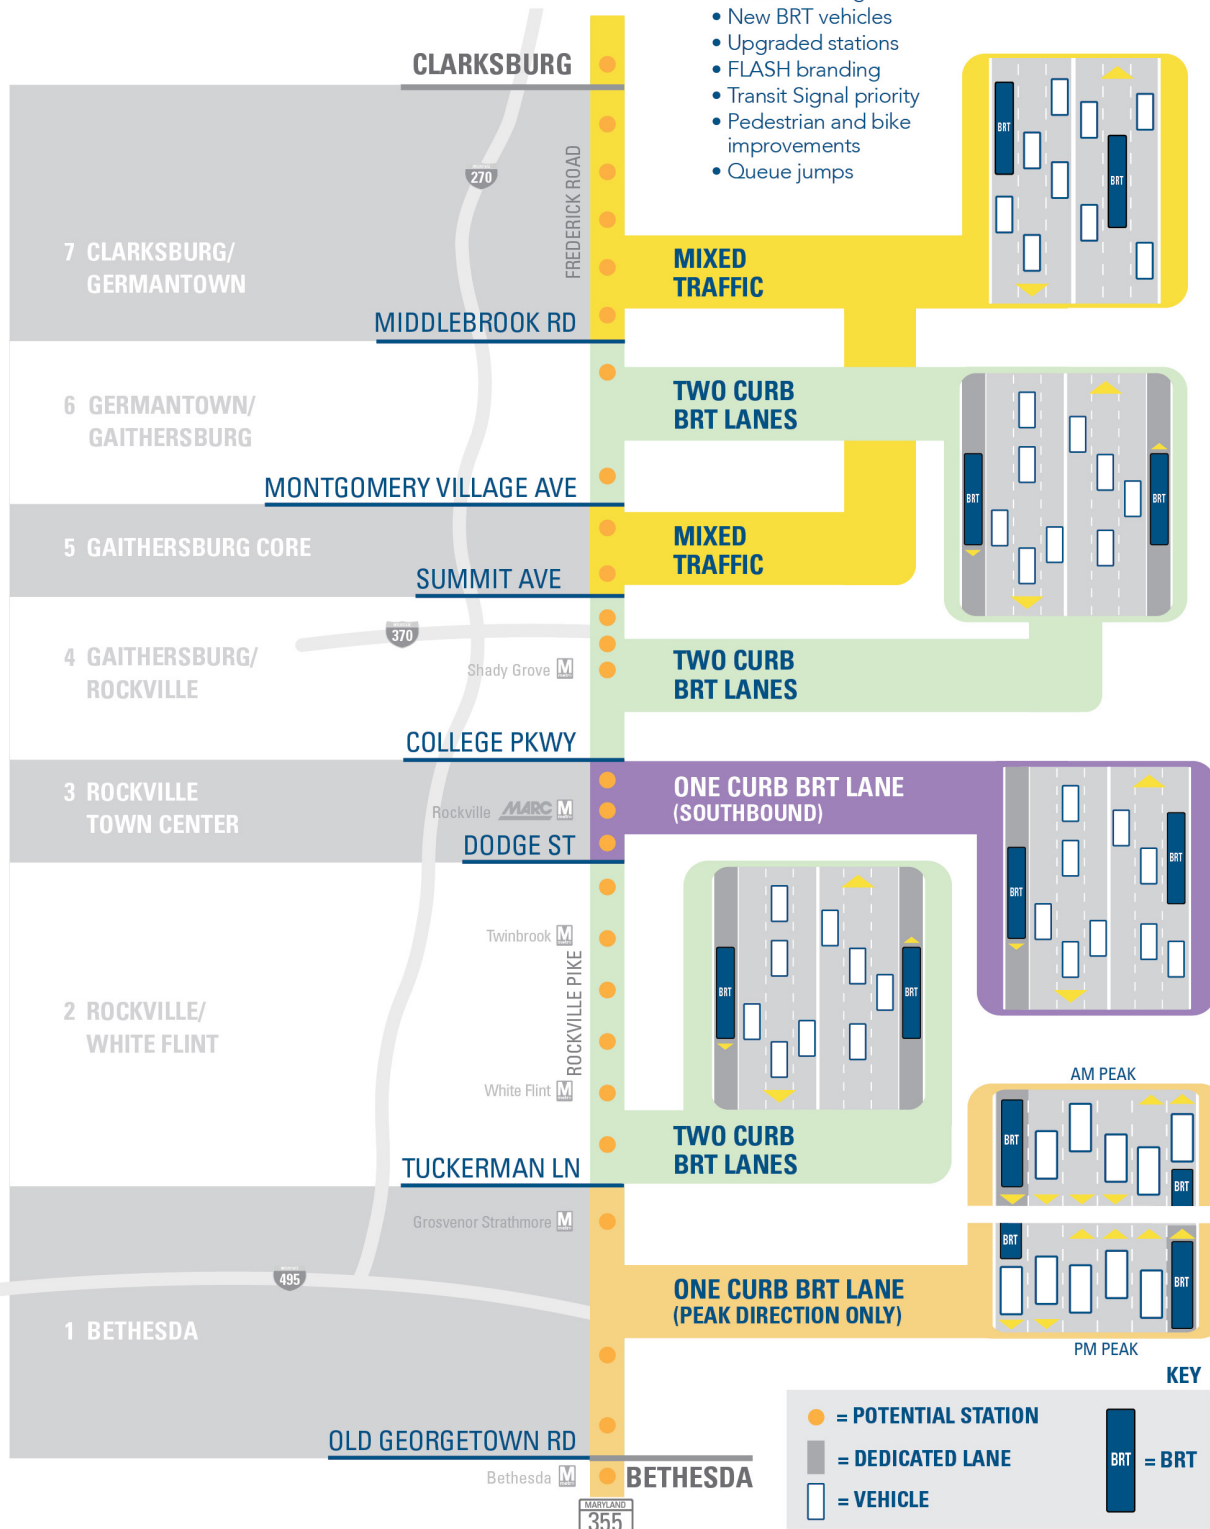 • New BRT vehicles
• Upgraded stations
• FLASH branding
• Transit Signal priority
• Pedestrian and bike
improvements
• Queue jumps
CLARKSBURG
FREDERICK ROAD
270
7 CLARKSBURG/
GERMANTOWN
MIXED
TRAFFIC
BRT
BRT
MIDDLEBROOK RD
6 GERMANTOWN/
GAITHERSBURG
TWO CURB
BRT LANES
BRT
BRT
MONTGOMERY VILLAGE AVE
5 GAITHERSBURG CORE
MIXED
TRAFFIC
SUMMIT AVE
370
4 GAITHERSBURG/
ROCKVILLE
Shady Grove M
TWO CURB
BRT LANES
COLLEGE PKWY
3 ROCKVILLE
TOWN CENTER
Rockville MARC M
ONE CURB BRT LANE
(SOUTHBOUND)
BRT
BRT
DODGE ST
Twinbrook M
ROCKVILLE PIKE
2 ROCKVILLE/
WHITE FLINT
BRT
BRT
White Flint M
TWO CURB
BRT LANES
TUCKERMAN LN
AM PEAK
BRT
BRT
Grosvenor Strathmore M
495
1 BETHESDA
ONE CURB BRT LANE
(PEAK DIRECTION ONLY)
BRT
BRT
PM PEAK
OLD GEORGETOWN RD
Bethesda M
BETHESDA
MARYLAND
355
KEY
= POTENTIAL STATION
= DEDICATED LANE
= VEHICLE
BRT = BRT